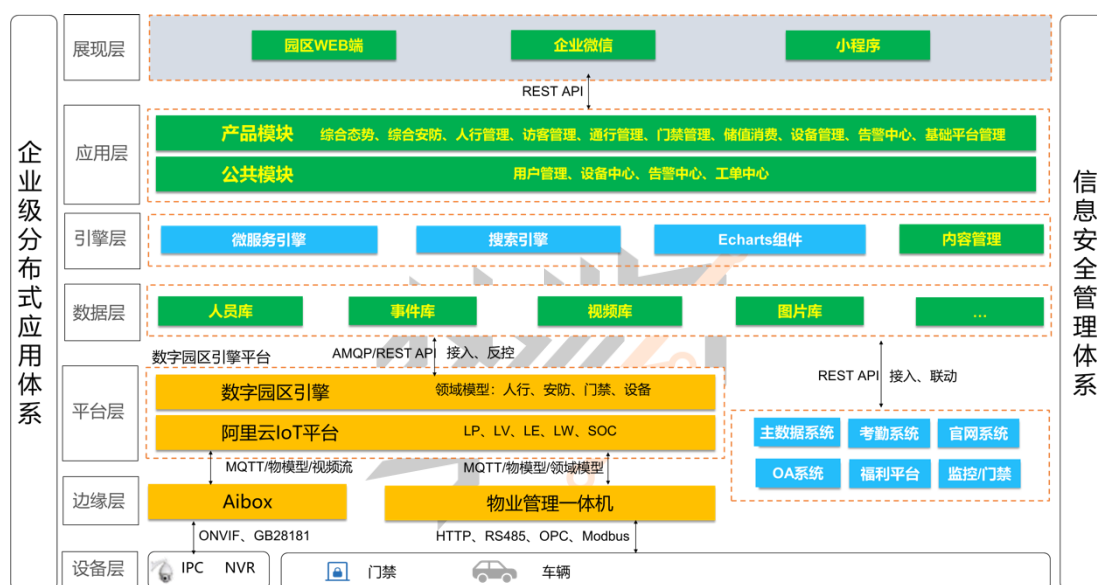 企业级分布式应用体系
信息安全管理体系
展现层
园区WEB端
企业微信
小程序
REST API
应用层
产品模块 综合态势、综合安防、人行管理、访客管理、通行管理、门禁管理、储值消费、设备管理、告警中心、基础平台管理
公共模块 用户管理、设备中心、告警中心、工单中心
引擎层
微服务引擎
搜索引擎
Echarts组件
内容管理
数据层
人员库
事件库
视频库
图片库
...
数字园区引擎平台
AMQP/REST API 接入、反控
REST API 接入、联动
平台层
数字园区引擎 领域模型：人行、安防、门禁、设备
阿里云IoT平台 LP、LV、LE、LW、SOC
主数据系统
考勤系统
官网系统
OA系统
福利平台
监控/门禁
MQTT/物模型/视频流
MQTT/物模型/领域模型
边缘层
Aibox
物业管理一体机
ONVIF、GB28181
HTTP、RS485、OPC、Modbus
设备层
IPC NVR
门禁
车辆